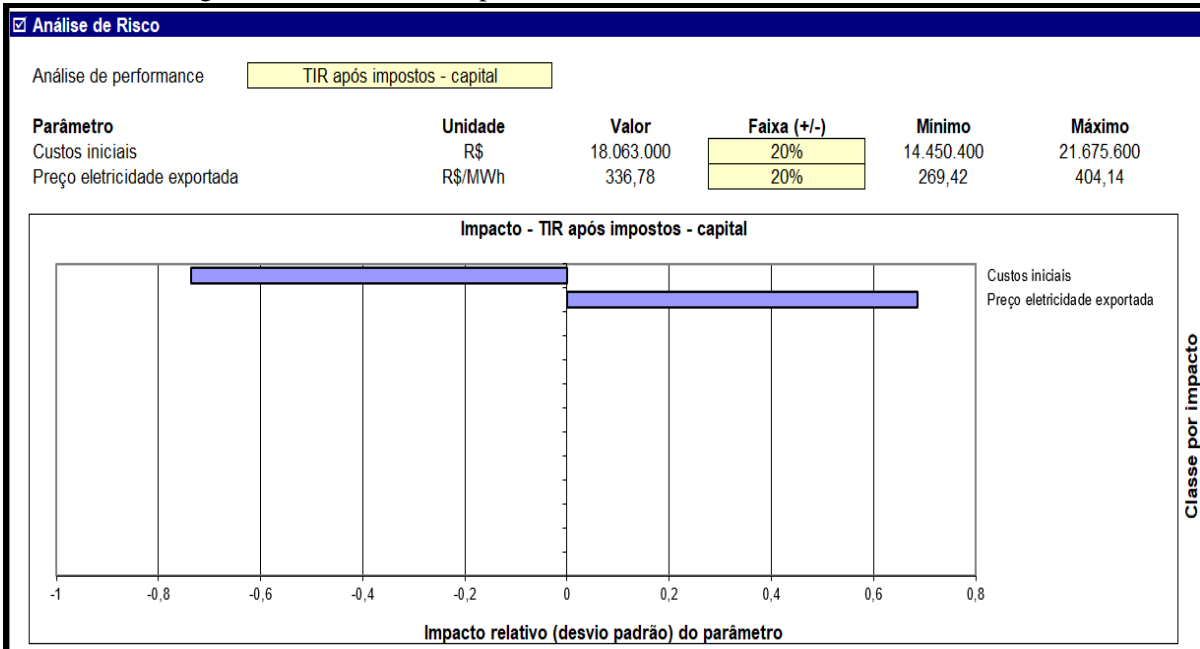 Análise de Risco
Análise de performance TIR após impostos - capital
Parâmetro Unidade Valor Faixa (+/-) Mínimo Máximo
Custos iniciais R$ 18.063.000 20% 14.450.400 21.675.600
Preço eletricidade exportada R$/MWh 336,78 20% 269,42 404,14
Impacto - TIR após impostos - capital
Custos iniciais
Preço eletricidade exportada
Classe por impacto
-1 -0,8 -0,6 -0,4 -0,2 0 0,2 0,4 0,6 0,8
Impacto relativo (desvio padrão) do parâmetro